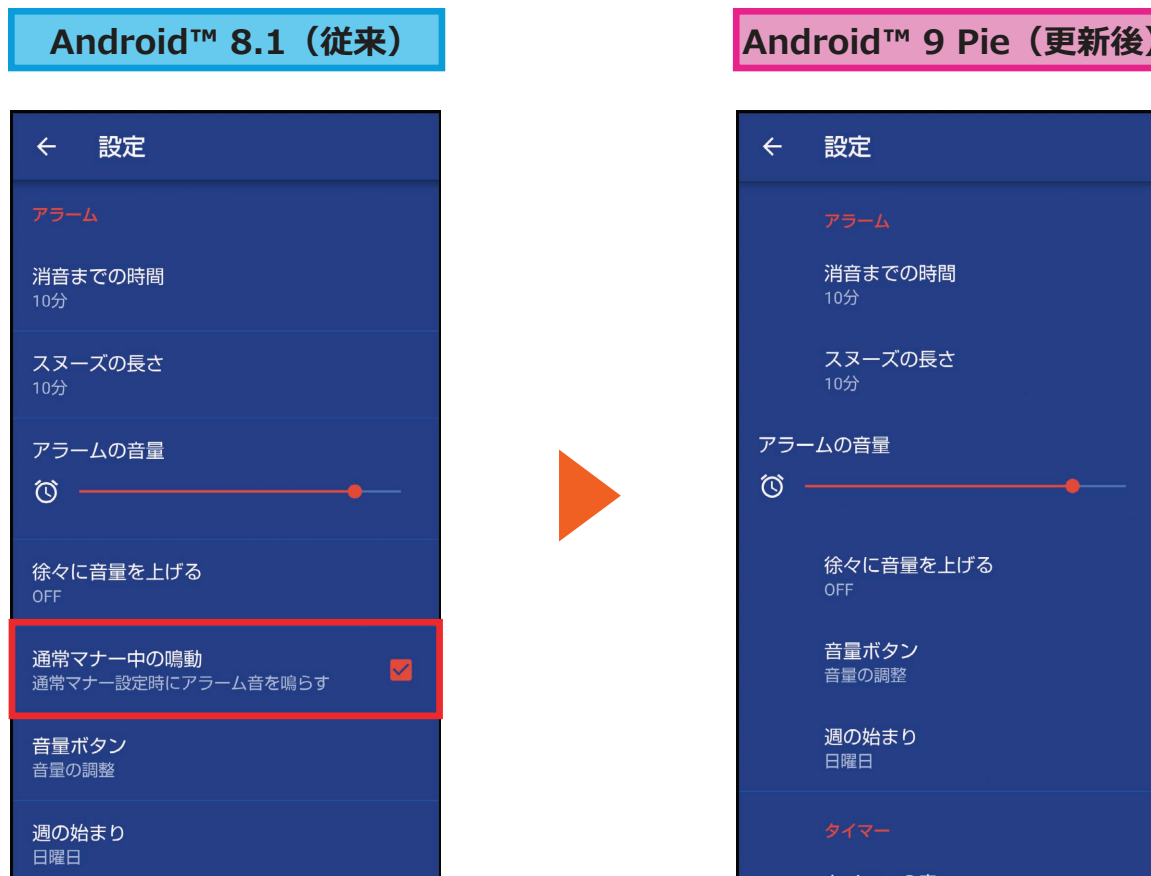 Android™ 8.1（従来）
設定
アラーム
消音までの時間
10分
スヌーズの長さ
10分
アラームの音量
徐々に音量を上げる
OFF
通常マナー中の鳴動
通常マナー設定時にアラーム音を鳴らす
音量ボタン
音量の調整
週の始まり
日曜日
Android™ 9 Pie（更新後）
設定
アラーム
消音までの時間
10分
スヌーズの長さ
10分
アラームの音量
徐々に音量を上げる
OFF
音量ボタン
音量の調整
週の始まり
日曜日
タイマー